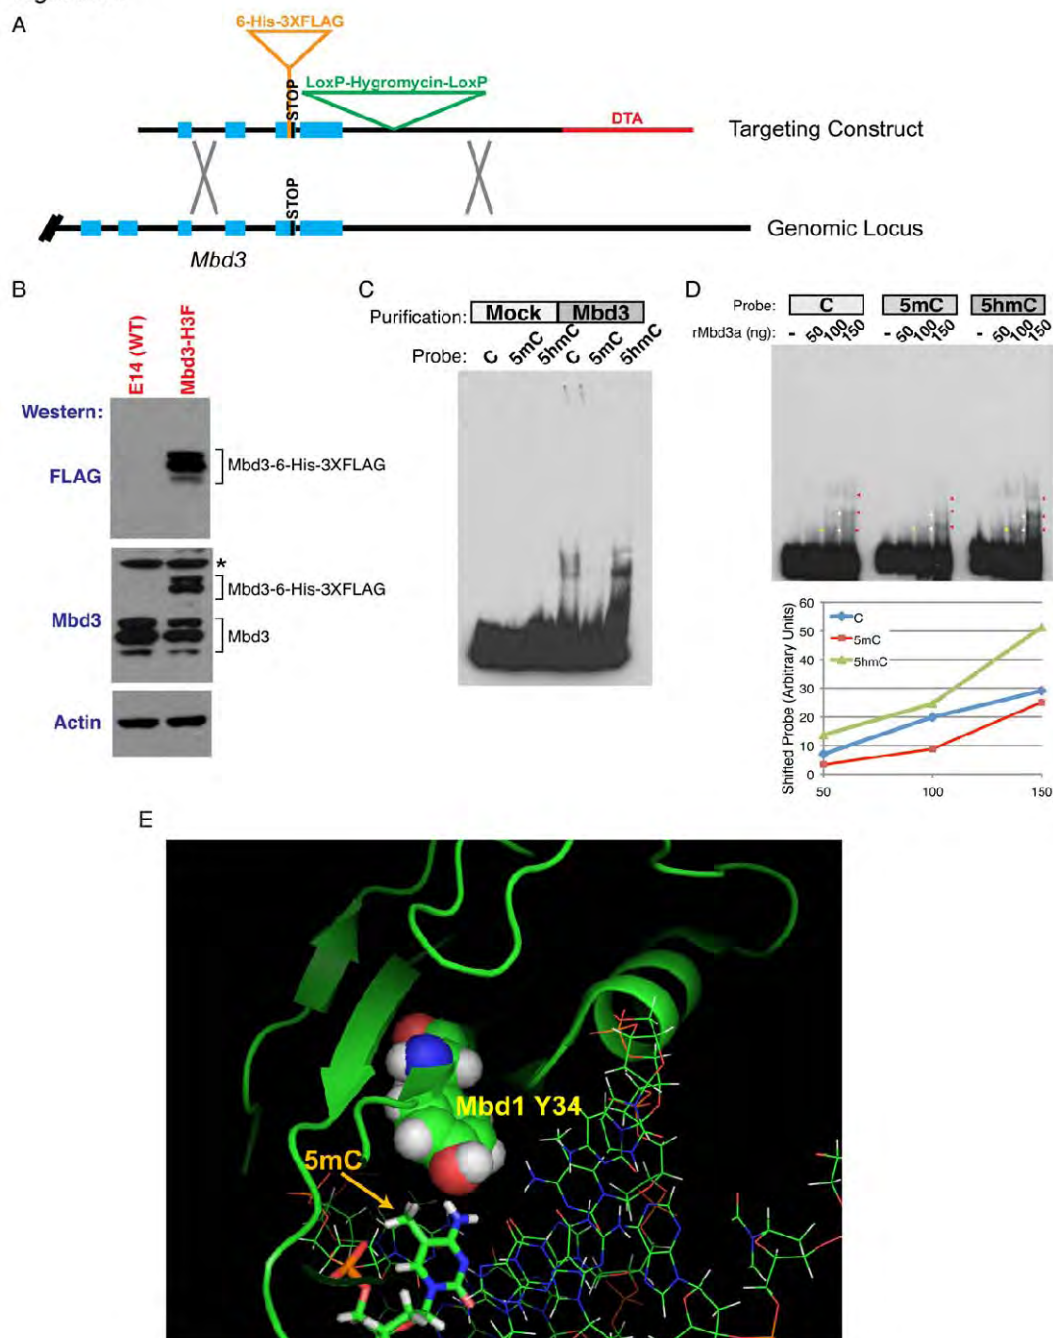 A
6-His-3XFLAG
STOP
LoxP-Hygromycin-LoxP
DTA
Targeting Construct
STOP
Genomic Locus
Mbd3
B
E14 (WT)
Mbd3-H3F
Western:
FLAG
Mbd3-6-His-3XFLAG
*
Mbd3-6-His-3XFLAG
Mbd3
Mbd3
Actin
C
Purification: Mock Mbd3
Probe: C 5mC 5hmC C 5mC 5hmC
D
Probe: C 5mC 5hmC
rMbd3a (ng): - 50 100 150 - 50 100 150 - 50 100 150
Shifted Probe (Arbitrary Units)
60
50
40
30
20
10
0
C
5mC
5hmC
50 100 150
E
Mbd1 Y34
5mC